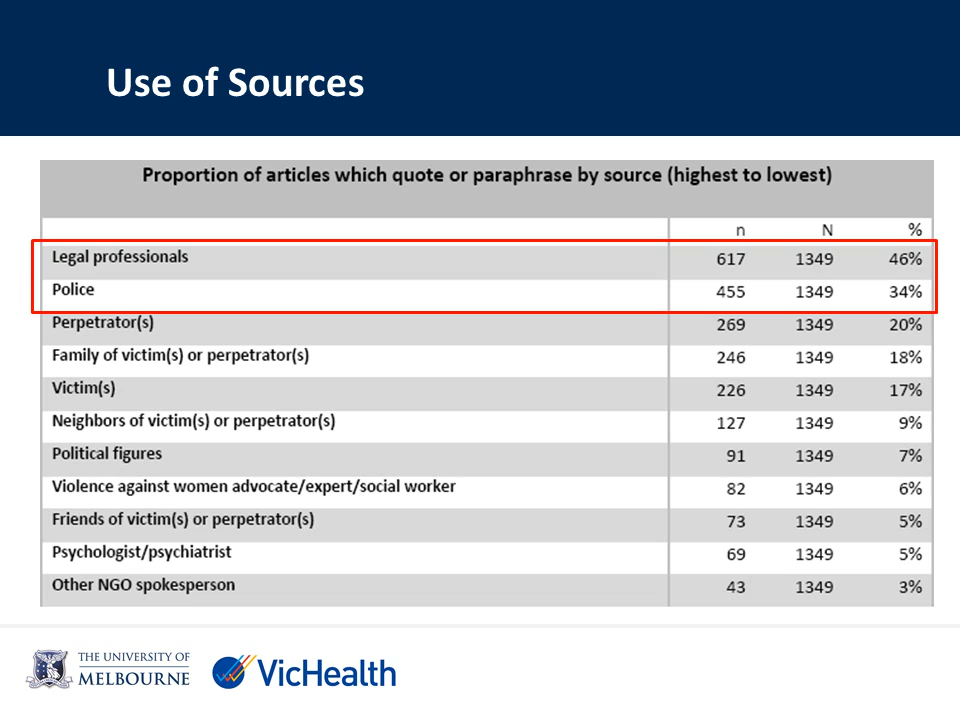 Use of Sources
Proportion of articles which quote or paraphrase by source (highest to lowest)
n N %
Legal professionals 617 1349 46%
Police 455 1349 34%
Perpetrator(s) 269 1349 20%
Family of victim(s) or perpetrator(s) 246 1349 18%
Victim(s) 226 1349 17%
Neighbors of victim(s) or perpetrator(s) 127 1349 9%
Political figures 91 1349 7%
Violence against women advocate/expert/social worker 82 1349 6%
Friends of victim(s) or perpetrator(s) 73 1349 5%
Psychologist/psychiatrist 69 1349 5%
Other NGO spokesperson 43 1349 3%
THE UNIVERSITY OF
MELBOURNE
VicHealth